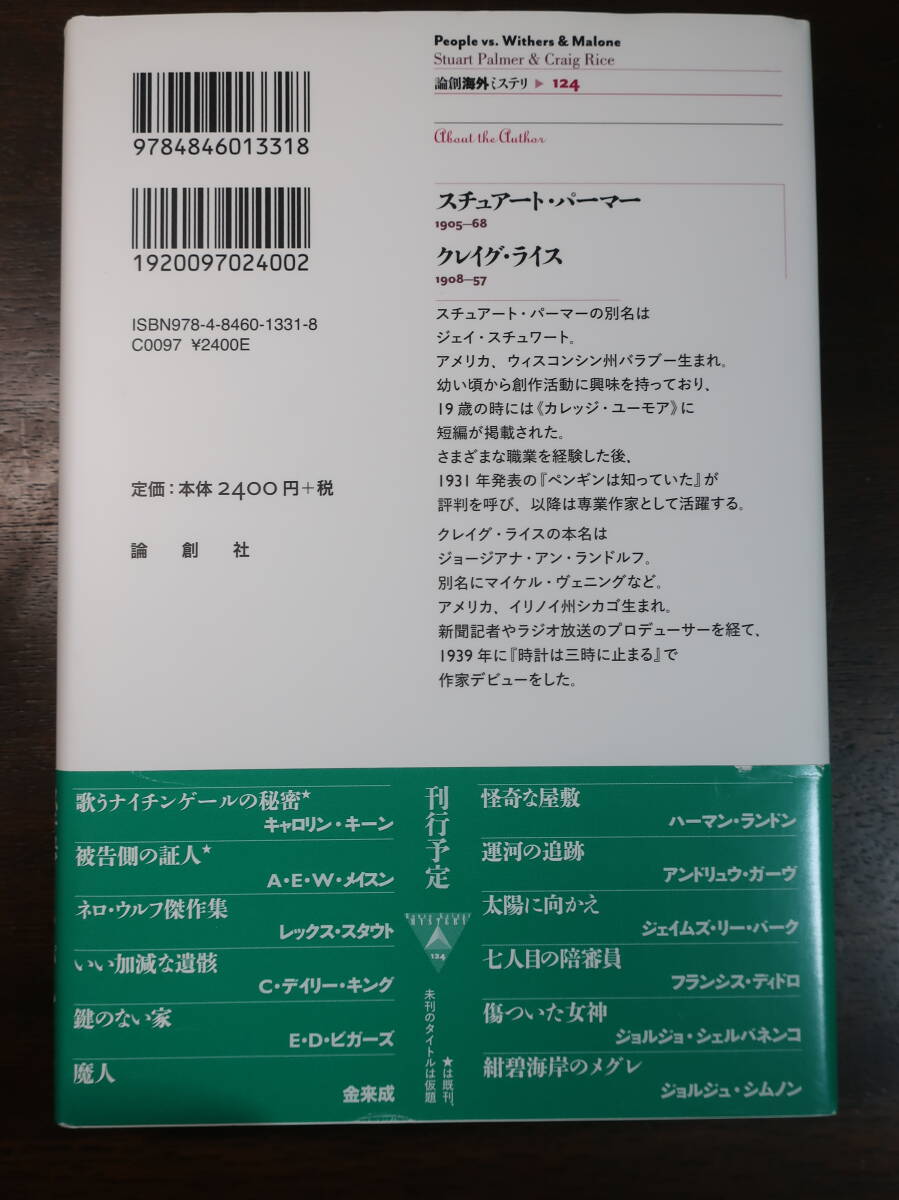 People vs. Withers & Malone
Stuart Palmer & Craig Rice
論創海外ミステリ ▶ 124
About the Author
スチュアート・パーマー
1905—68
クレイグ・ライス
1908—57
スチュアート・パーマーの別名は
ジェイ・スチュワート。
アメリカ、ウィスコンシン州バラブー生まれ。
幼い頃から創作活動に興味を持っており、
19歳の時には《カレッジ・ユーモア》に
短編が掲載された。
さまざまな職業を経験した後、
1931年発表の『ペンギンは知っていた』が
評判を呼び、以降は専業作家として活躍する。
クレイグ・ライスの本名は
ジョージアナ・アン・ランドルフ。
別名にマイケル・ヴェニングなど。
アメリカ、イリノイ州シカゴ生まれ。
新聞記者やラジオ放送のプロデューサーを経て、
1939年に『時計は三時に止まる』で
作家デビューをした。
9784846013318
1920097024002
ISBN978-4-8460-1331-8
C0097 ¥2400E
定価：本体2400円+税
論創社
刊行予定
怪奇な屋敷
ハーマン・ランドン
運河の追跡
アンドリュウ・ガーヴ
太陽に向かえ
ジェイムズ・リー・バーク
七人目の陪審員
フランシス・ディドロ
傷ついた女神
ジョルジョ・シェルバネンコ
紺碧海岸のメグレ
ジョルジュ・シムノン
歌うナイチンゲールの秘密★
キャロリン・キーン
被告側の証人★
A・E・W・メイスン
ネロ・ウルフ傑作集
レックス・スタウト
いい加減な遺骸
C・デイリー・キング
鍵のない家
E・D・ビガーズ
魔人
金来成
MYSTERY
124
★は既刊、
未刊のタイトルは仮題